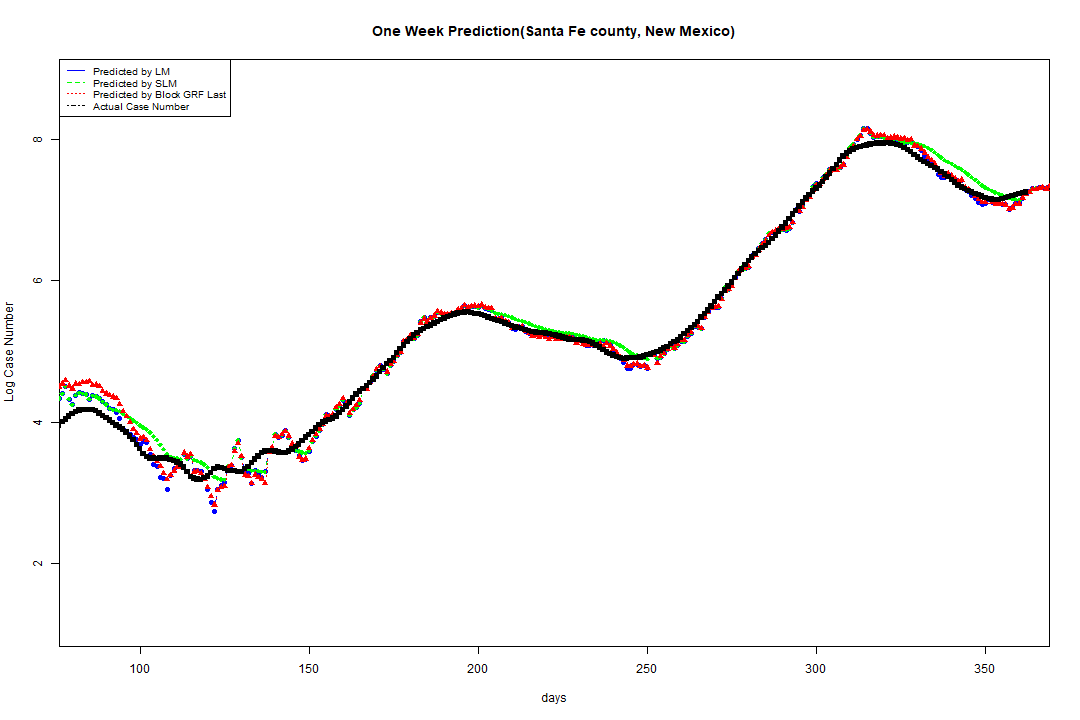 One Week Prediction(Santa Fe county, New Mexico)
Predicted by LM
Predicted by SLM
Predicted by Block GRF Last
Actual Case Number
8
6
4
2
Log Case Number
100 150 200 250 300 350
days